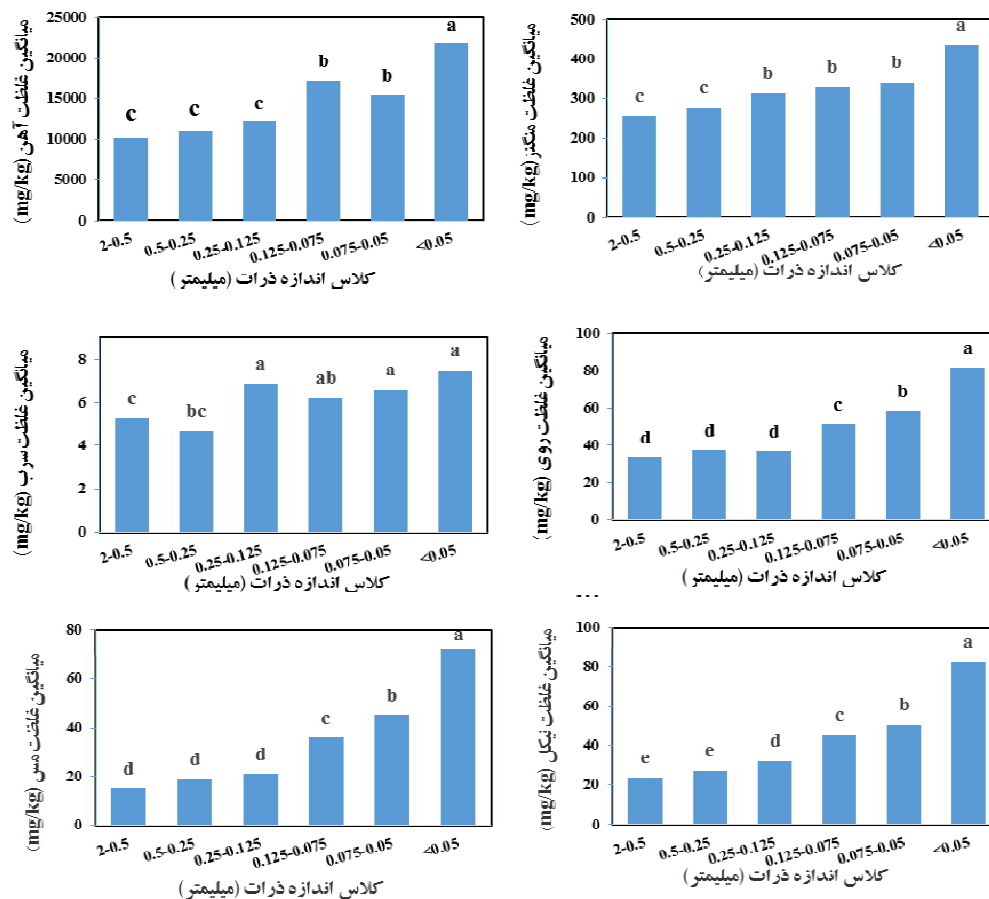 میانگین غلظت آهن (mg/kg)
25000
20000
15000
10000
5000
0
c
c
c
b
b
a
2-0.5
0.5-0.25
0.25-0.125
0.125-0.075
0.075-0.05
<0.05
کلاس اندازه ذرات (میلیمتر)
میانگین غلظت منگنز (mg/kg)
500
400
300
200
100
0
c
c
b
b
b
a
2-0.5
0.5-0.25
0.25-0.125
0.125-0.075
0.075-0.05
<0.05
کلاس اندازه ذرات (میلیمتر)
میانگین غلظت سرب (mg/kg)
8
6
4
2
0
c
bc
a
ab
a
a
2-0.5
0.5-0.25
0.25-0.125
0.125-0.075
0.075-0.05
<0.05
کلاس اندازه ذرات (میلیمتر)
میانگین غلظت روی (mg/kg)
100
80
60
40
20
0
d
d
d
c
b
a
2-0.5
0.5-0.25
0.25-0.125
0.125-0.075
0.075-0.05
<0.05
کلاس اندازه ذرات (میلیمتر)
میانگین غلظت مس (mg/kg)
80
60
40
20
0
d
d
d
c
b
a
2-0.5
0.5-0.25
0.25-0.125
0.125-0.075
0.075-0.05
<0.05
کلاس اندازه ذرات (میلیمتر)
میانگین غلظت نیکل (mg/kg)
100
80
60
40
20
0
e
e
d
c
b
a
2-0.5
0.5-0.25
0.25-0.125
0.125-0.075
0.075-0.05
<0.05
کلاس اندازه ذرات (میلیمتر)